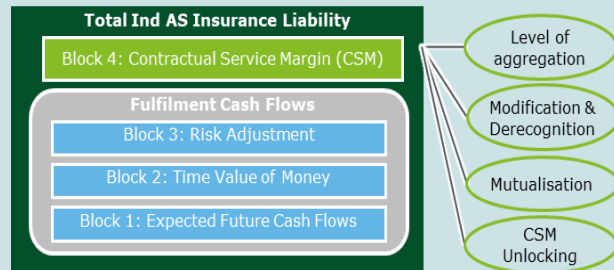 Total Ind AS Insurance Liability
Block 4: Contractual Service Margin (CSM)
Fulfilment Cash Flows
Block 3: Risk Adjustment
Block 2: Time Value of Money
Block 1: Expected Future Cash Flows
Level of
aggregation
Modification &
Derecognition
Mutualisation
CSM
Unlocking